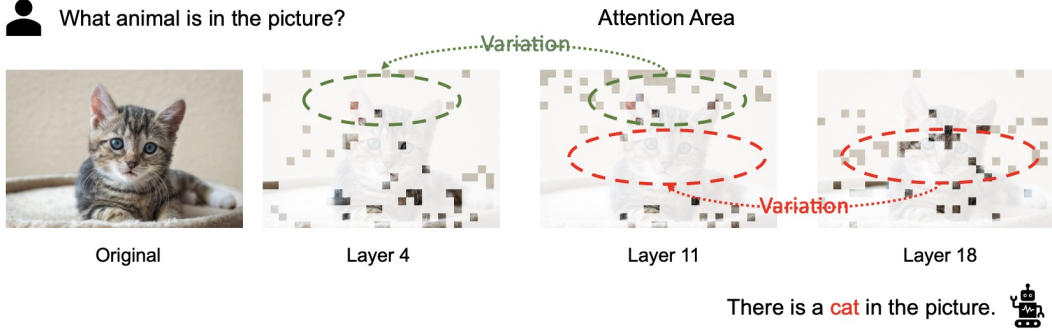 What animal is in the picture?
Attention Area
Variation
Variation
Original
Layer 4
Layer 11
Layer 18
There is a cat in the picture.